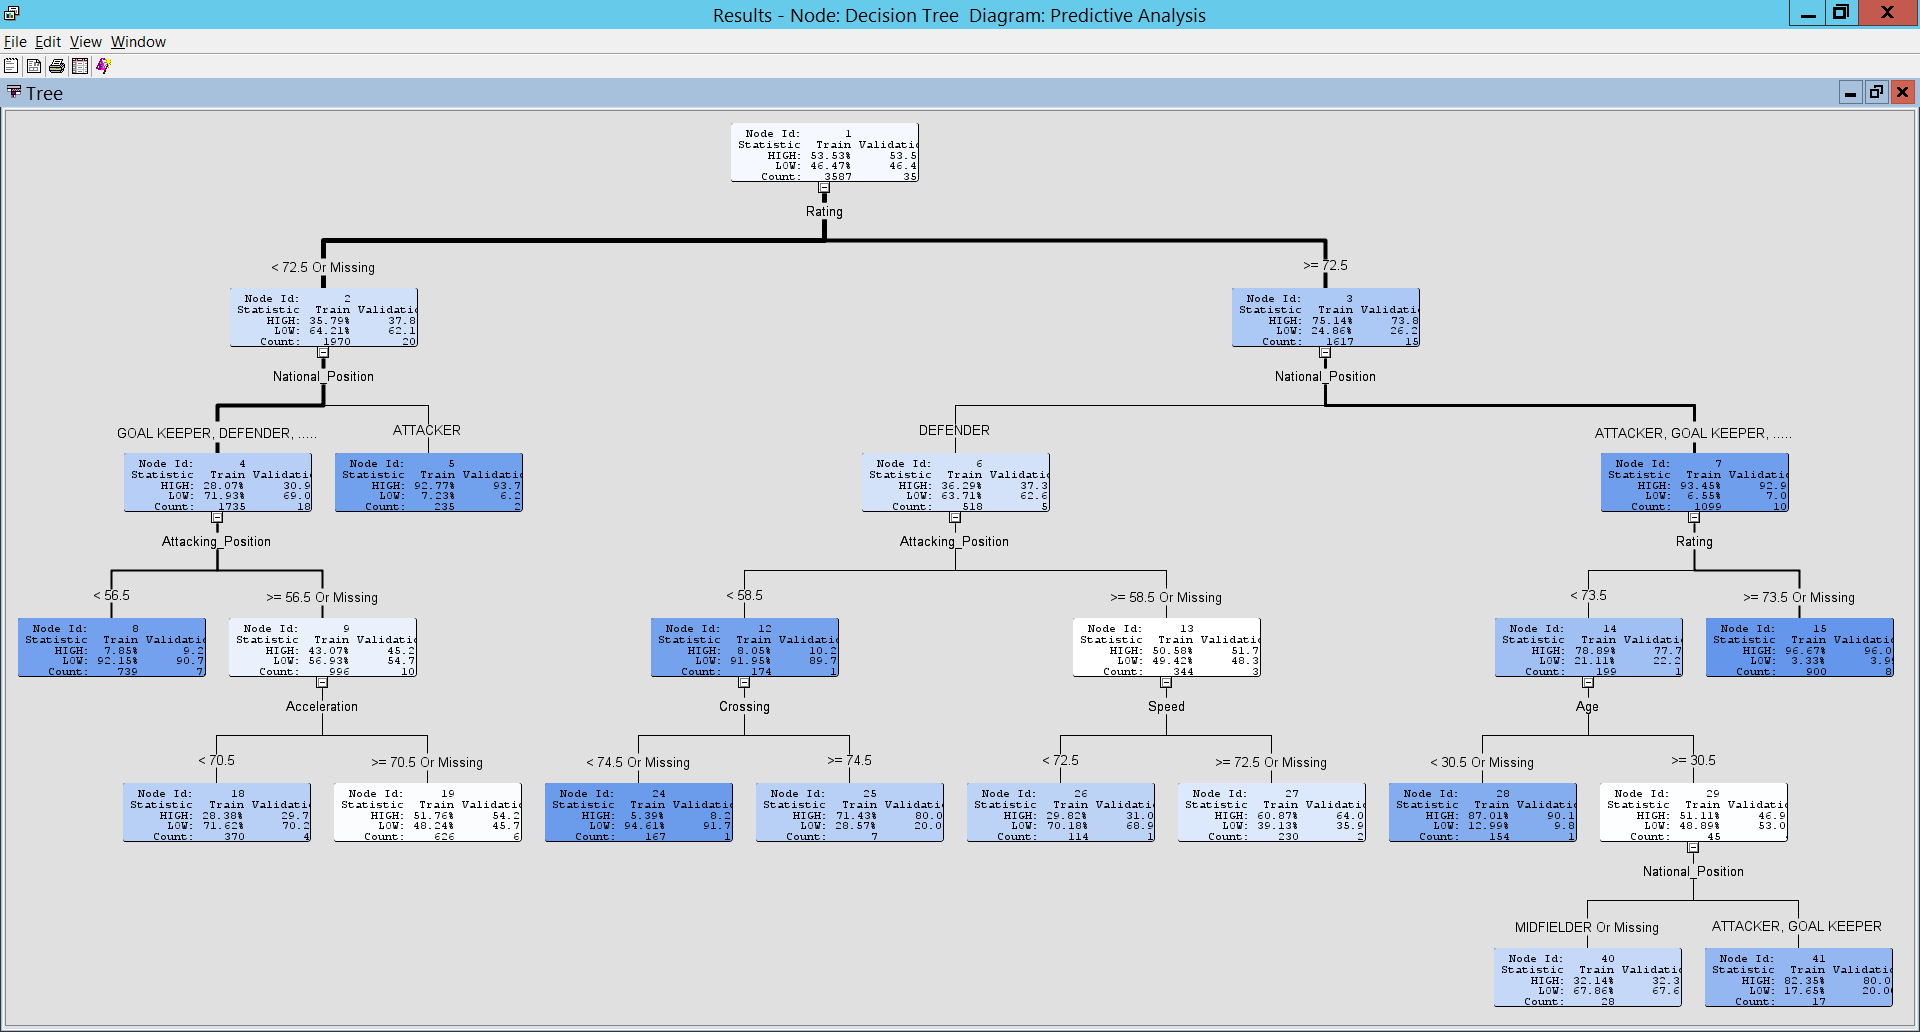 Results - Node: Decision Tree Diagram: Predictive Analysis
File Edit View Window
Tree
Node Id: 1
Statistic Train Validatic
HIGH: 53.53% 53.5
LOW: 46.47% 46.4
Count: 3587 35
Rating
< 72.5 Or Missing
>= 72.5
Node Id: 2
Statistic Train Validatic
HIGH: 35.79% 37.8
LOW: 64.21% 62.1
Count: 1970 20
Node Id: 3
Statistic Train Validati
HIGH: 75.14% 73.8
LOW: 24.86% 26.2
Count: 1617 15
National_Position
National_Position
GOAL KEEPER, DEFENDER, .....
ATTACKER
DEFENDER
ATTACKER, GOAL KEEPER, .....
Node Id: 4
Statistic Train Validatic
HIGH: 28.07% 30.9
LOW: 71.93% 69.0
Count: 1735 18
Node Id: 5
Statistic Train Validatic
HIGH: 92.77% 93.7
LOW: 7.23% 6.2
Count: 235 2
Node Id: 6
Statistic Train Validatic
HIGH: 36.29% 37.3
LOW: 63.71% 62.6
Count: 518 5
Node Id: 7
Statistic Train Validatic
HIGH: 93.45% 92.9
LOW: 6.55% 7.0
Count: 1099 10
Attacking_Position
Attacking_Position
Rating
< 56.5
>= 56.5 Or Missing
< 58.5
>= 58.5 Or Missing
< 73.5
>= 73.5 Or Missing
Node Id: 8
Statistic Train Validatic
HIGH: 7.85% 9.2
LOW: 92.15% 90.7
Count: 739 7
Node Id: 9
Statistic Train Validatic
HIGH: 43.07% 45.2
LOW: 56.93% 54.7
Count: 996 10
Node Id: 12
Statistic Train Validatic
HIGH: 8.05% 10.2
LOW: 91.95% 89.7
Count: 174 1
Node Id: 13
Statistic Train Validatic
HIGH: 50.58% 51.7
LOW: 49.42% 48.3
Count: 344 3
Node Id: 14
Statistic Train Validatic
HIGH: 78.89% 77.7
LOW: 21.11% 22.2
Count: 199 1
Node Id: 15
Statistic Train Validati
HIGH: 96.67% 96.0
LOW: 3.33% 3.9
Count: 900 8
Acceleration
Crossing
Speed
Age
< 70.5
>= 70.5 Or Missing
< 74.5 Or Missing
>= 74.5
< 72.5
>= 72.5 Or Missing
< 30.5 Or Missing
>= 30.5
Node Id: 18
Statistic Train Validatic
HIGH: 28.38% 29.7
LOW: 71.62% 70.2
Count: 370 4
Node Id: 19
Statistic Train Validatic
HIGH: 51.76% 54.2
LOW: 48.24% 45.7
Count: 626 6
Node Id: 24
Statistic Train Validatic
HIGH: 5.39% 8.2
LOW: 94.61% 91.7
Count: 167 1
Node Id: 25
Statistic Train Validatic
HIGH: 71.43% 80.0
LOW: 28.57% 20.0
Count: 7
Node Id: 26
Statistic Train Validatic
HIGH: 29.82% 31.0
LOW: 70.18% 68.9
Count: 114 1
Node Id: 27
Statistic Train Validatic
HIGH: 60.87% 64.0
LOW: 39.13% 35.9
Count: 230 2
Node Id: 28
Statistic Train Validatic
HIGH: 87.01% 90.1
LOW: 12.99% 9.8
Count: 154 1
Node Id: 29
Statistic Train Validati
HIGH: 51.11% 46.9
LOW: 48.89% 53.0
Count: 45
National_Position
MIDFIELDER Or Missing
ATTACKER, GOAL KEEPER
Node Id: 40
Statistic Train Validatic
HIGH: 32.14% 32.3
LOW: 67.86% 67.6
Count: 28
Node Id: 41
Statistic Train Validati
HIGH: 82.35% 80.0
LOW: 17.65% 20.0
Count: 17